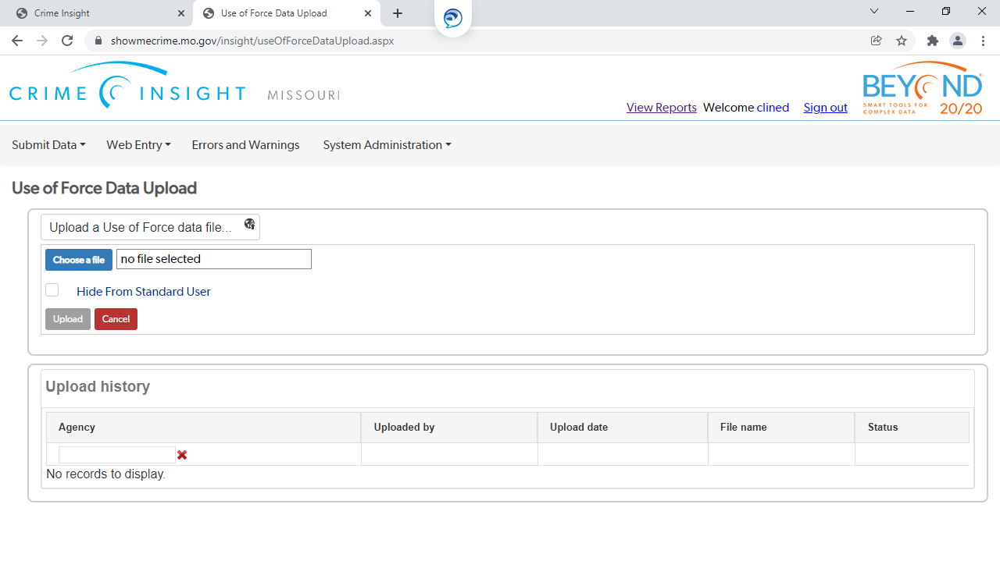 Crime Insight
Use of Force Data Upload
showmecrime.mo.gov/insight/useOfForceDataUpload.aspx
CRIME INSIGHT MISSOURI
View Reports Welcome clined Sign out
BEYOND
SMART TOOLS FOR
COMPLEX DATA
20/20
Submit Data Web Entry Errors and Warnings System Administration
Use of Force Data Upload
Upload a Use of Force data file...
Choose a file no file selected
Hide From Standard User
Upload Cancel
Upload history
Agency Uploaded by Upload date File name Status
No records to display.